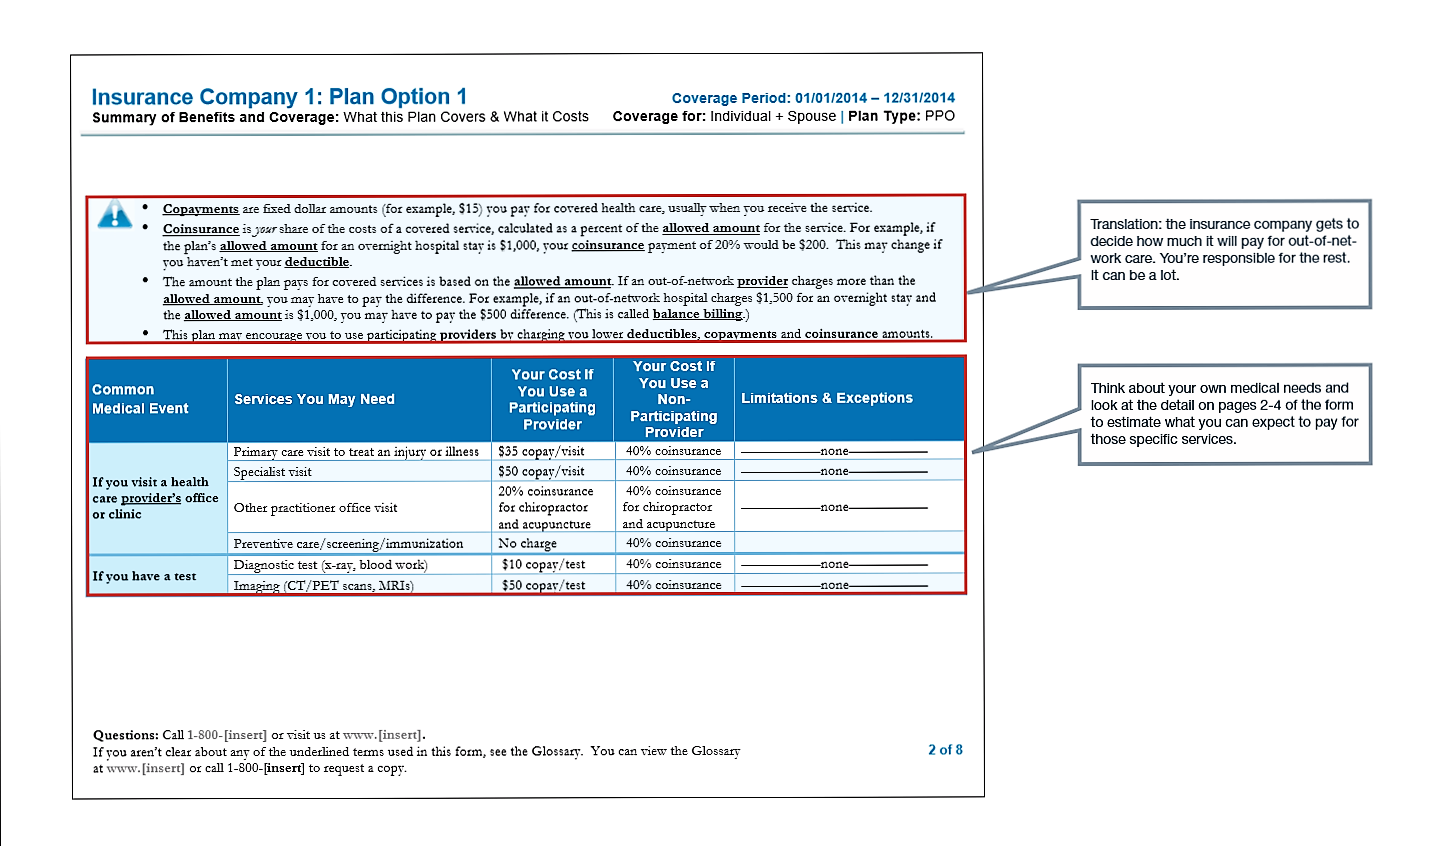 Insurance Company 1: Plan Option 1
Coverage Period: 01/01/2014 – 12/31/2014
Summary of Benefits and Coverage: What this Plan Covers & What it Costs
Coverage for: Individual + Spouse | Plan Type: PPO
• Copayments are fixed dollar amounts (for example, $15) you pay for covered health care, usually when you receive the service.
• Coinsurance is your share of the costs of a covered service, calculated as a percent of the allowed amount for the service. For example, if
the plan's allowed amount for an overnight hospital stay is $1,000, your coinsurance payment of 20% would be $200. This may change if
you haven't met your deductible.
• The amount the plan pays for covered services is based on the allowed amount. If an out-of-network provider charges more than the
allowed amount, you may have to pay the difference. For example, if an out-of-network hospital charges $1,500 for an overnight stay and
the allowed amount is $1,000, you may have to pay the $500 difference. (This is called balance billing.)
• This plan may encourage you to use participating providers by charging you lower deductibles, copayments and coinsurance amounts.
Translation: the insurance company gets to
decide how much it will pay for out-of-net-
work care. You're responsible for the rest.
It can be a lot.
Common
Medical Event
Services You May Need
Your Cost If
You Use a
Participating
Provider
Your Cost If
You Use a
Non-
Participating
Provider
Limitations & Exceptions
If you visit a health
care provider's office
or clinic
Primary care visit to treat an injury or illness
$35 copay/visit
40% coinsurance
none
Specialist visit
$50 copay/visit
40% coinsurance
none
Other practitioner office visit
20% coinsurance
for chiropractor
and acupuncture
40% coinsurance
for chiropractor
and acupuncture
none
Preventive care/screening/immunization
No charge
40% coinsurance
If you have a test
Diagnostic test (x-ray, blood work)
$10 copay/test
40% coinsurance
none
Imaging (CT/PET scans, MRIs)
$50 copay/test
40% coinsurance
none
Think about your own medical needs and
look at the detail on pages 2-4 of the form
to estimate what you can expect to pay for
those specific services.
Questions: Call 1-800-[insert] or visit us at www.[insert].
If you aren't clear about any of the underlined terms used in this form, see the Glossary. You can view the Glossary
at www.[insert] or call 1-800-[insert] to request a copy.
2 of 8